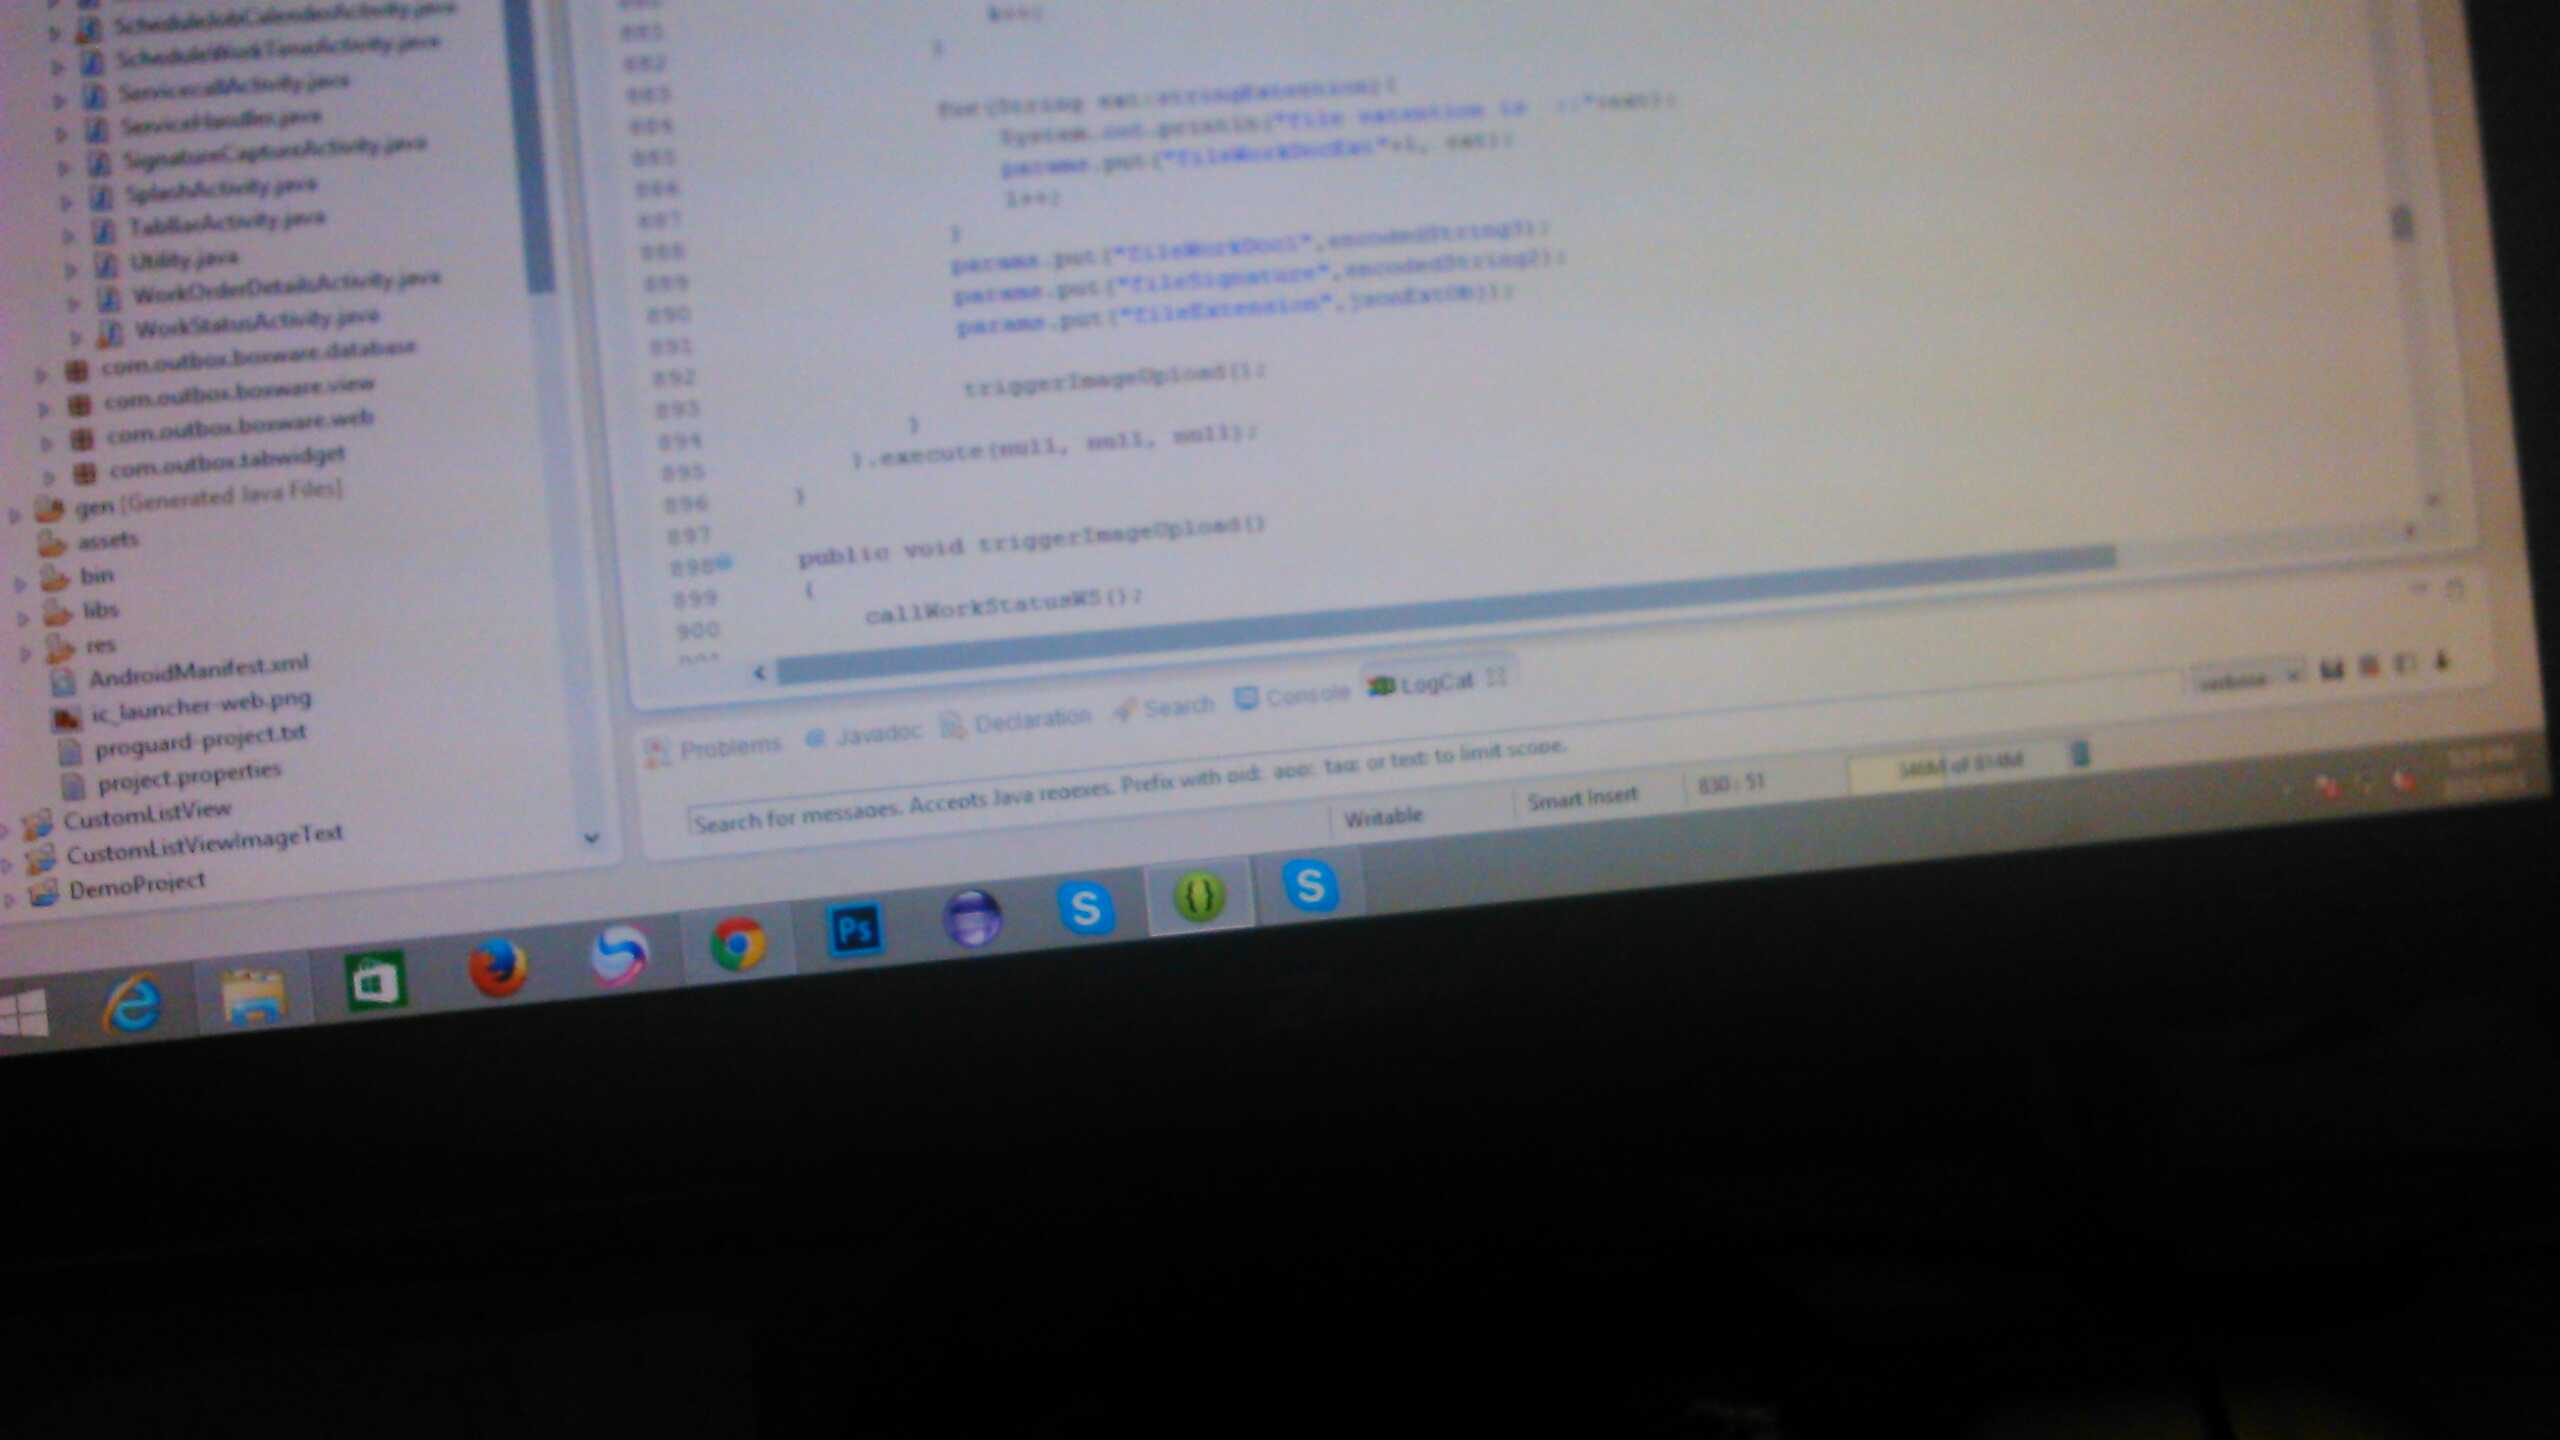 ScheduleJobCalenderActivity.java
ScheduleWorkTimeActivity.java
ServicecallActivity.java
ServiceHandler.java
SignatureCaptureActivity.java
SplashActivity.java
TabBarActivity.java
Utility.java
WorkOrderDetailsActivity.java
WorkStatusActivity.java
com.outbox.boxware.database
com.outbox.boxware.view
com.outbox.boxware.web
com.outbox.tabwidget
gen [Generated Java Files]
assets
bin
libs
res
AndroidManifest.xml
ic_launcher-web.png
proguard-project.txt
project.properties
CustomListView
CustomListViewImageText
DemoProject
881
882 k++;
883 }
884
885 for(String ext:stringExtension){
886 System.out.println("file extention is ::"+ext);
887 params.put("fileWorkDocExt"+l, ext);
888 l++;
889 }
890 params.put("fileWorkDoc1",encodedString3);
891 params.put("fileSignature",encodedString2);
892 params.put("fileExtension",jsonExtOb);
893
894 triggerImageUpload();
895 }
896 }.execute(null, null, null);
897 }
898
899 public void triggerImageUpload()
900 {
callWorkStatusWS();
Problems @ Javadoc Declaration Search Console LogCat
Search for messages. Accepts Java regexes. Prefix with pid: app: tag: or text: to limit scope.
verbose
Writable Smart Insert 830 : 51 of 814M
Ps S {} S